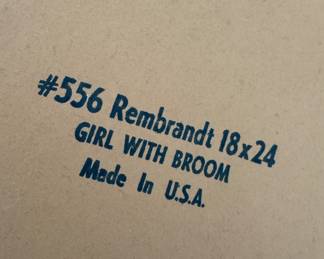 #556 Rembrandt 18x24
GIRL WITH BROOM
Made In U.S.A.